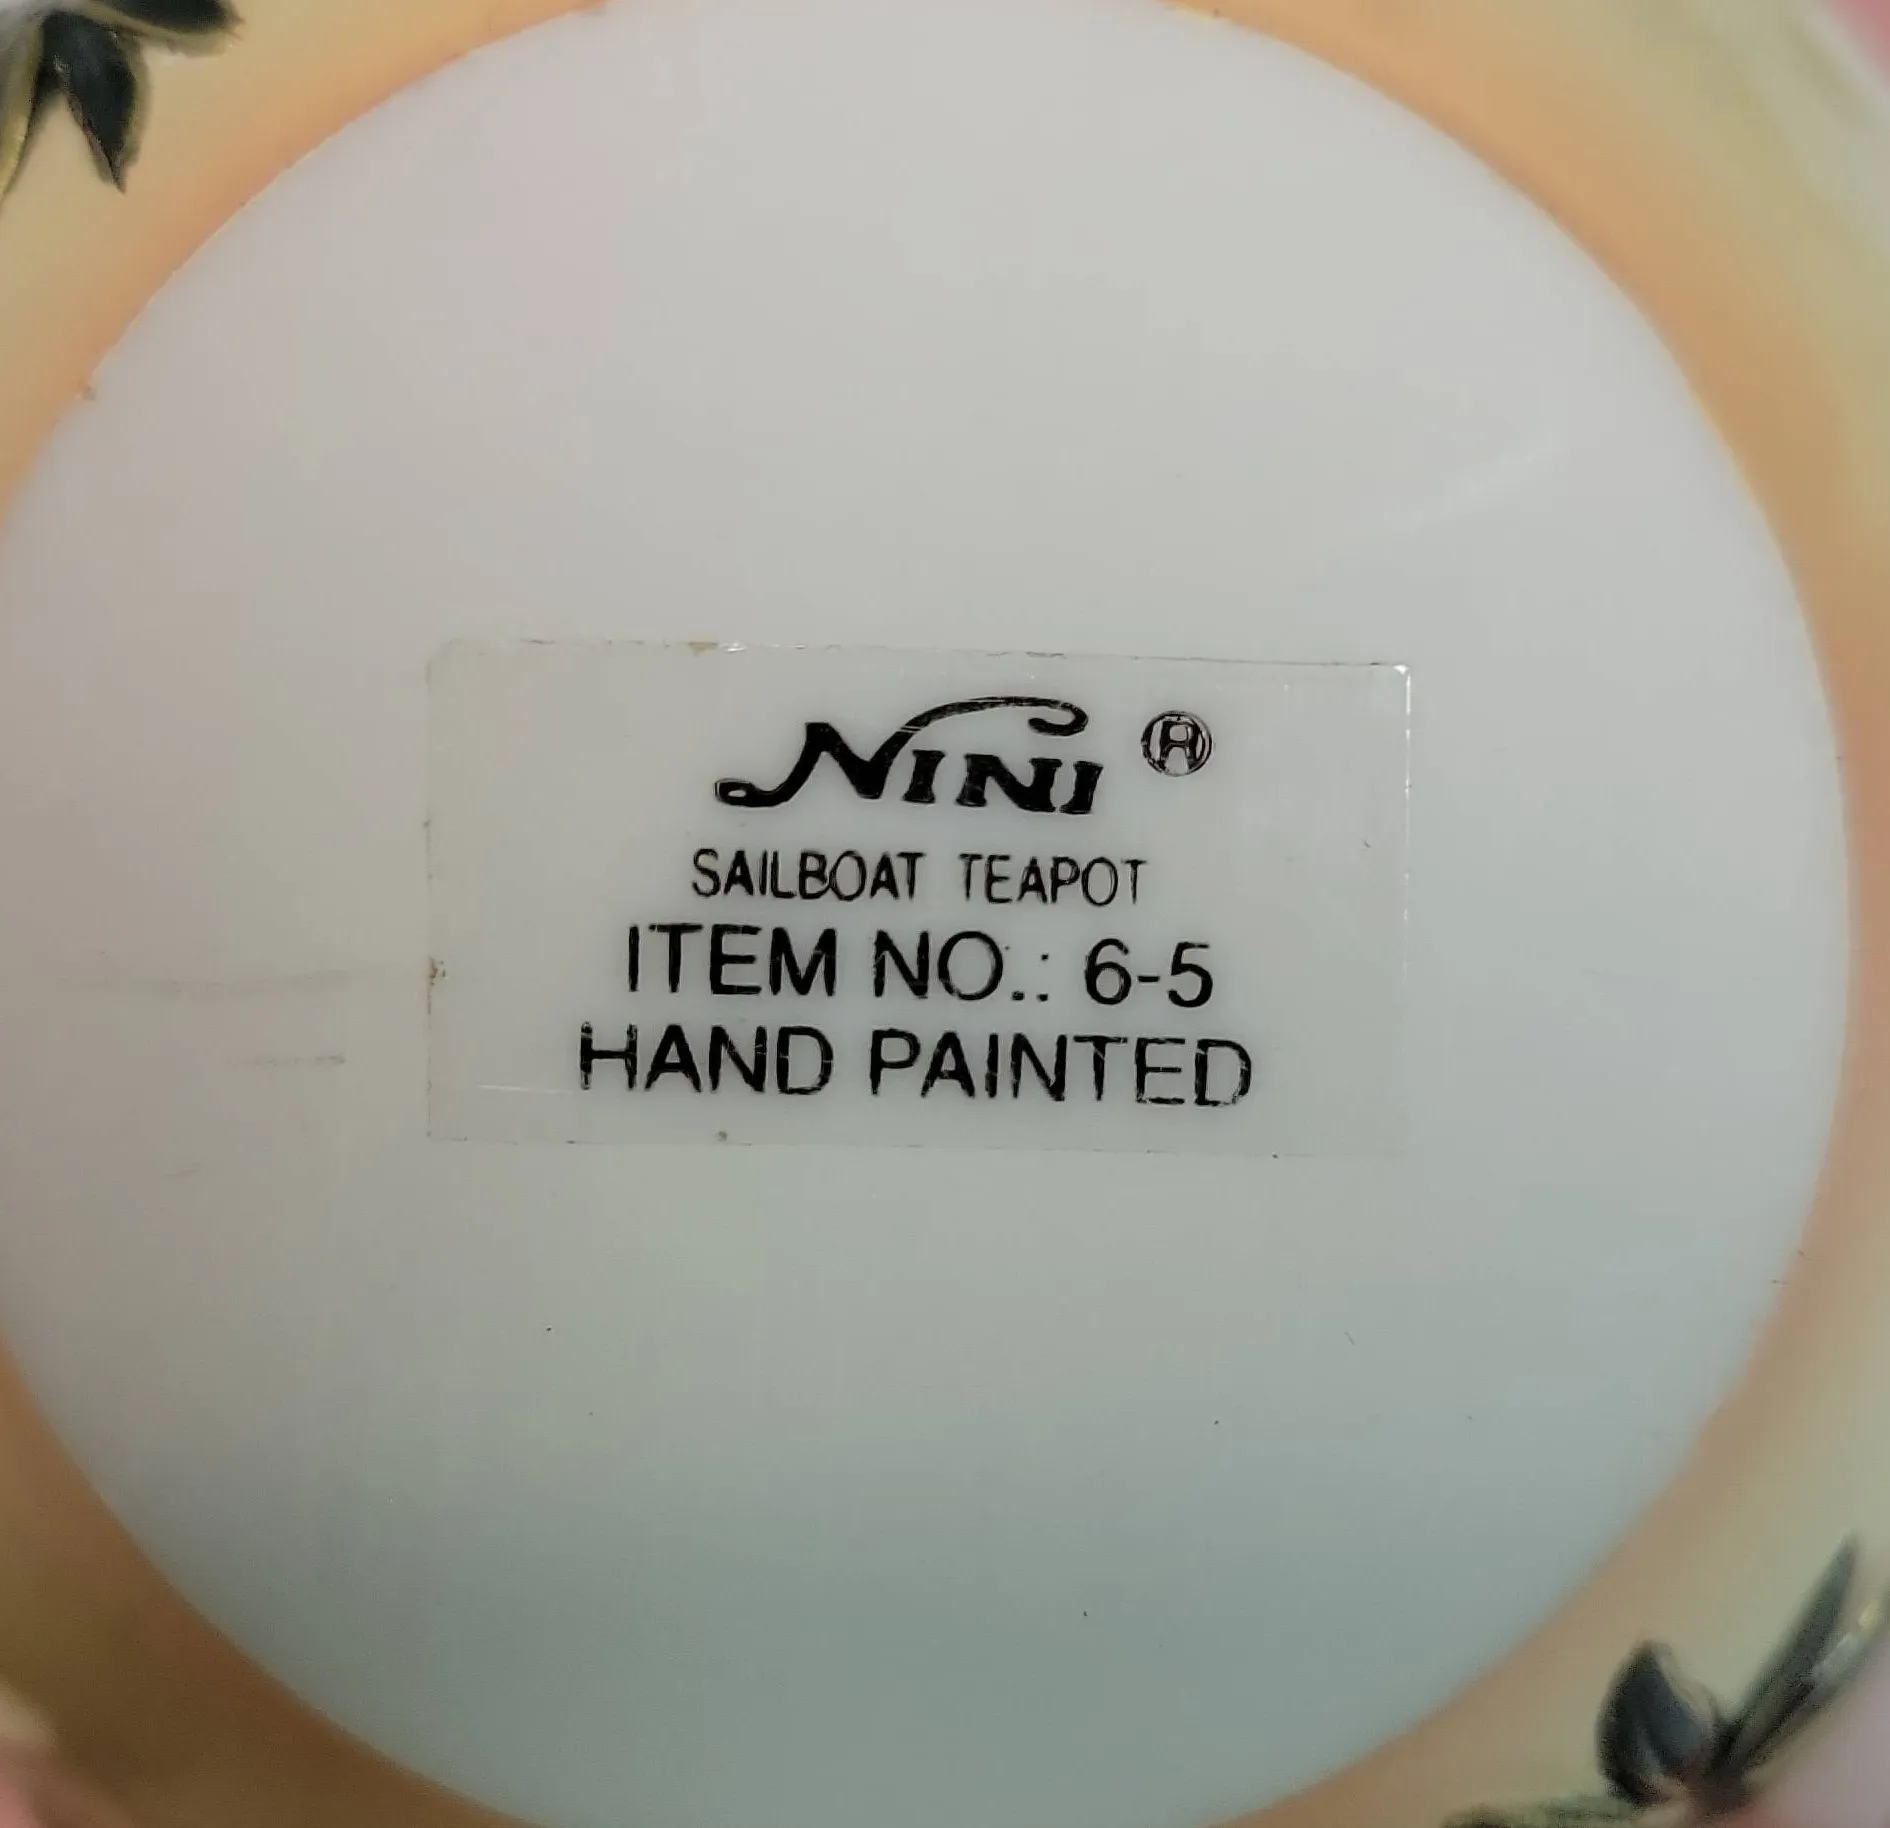 NINI ®
SAILBOAT TEAPOT
ITEM NO.: 6-5
HAND PAINTED